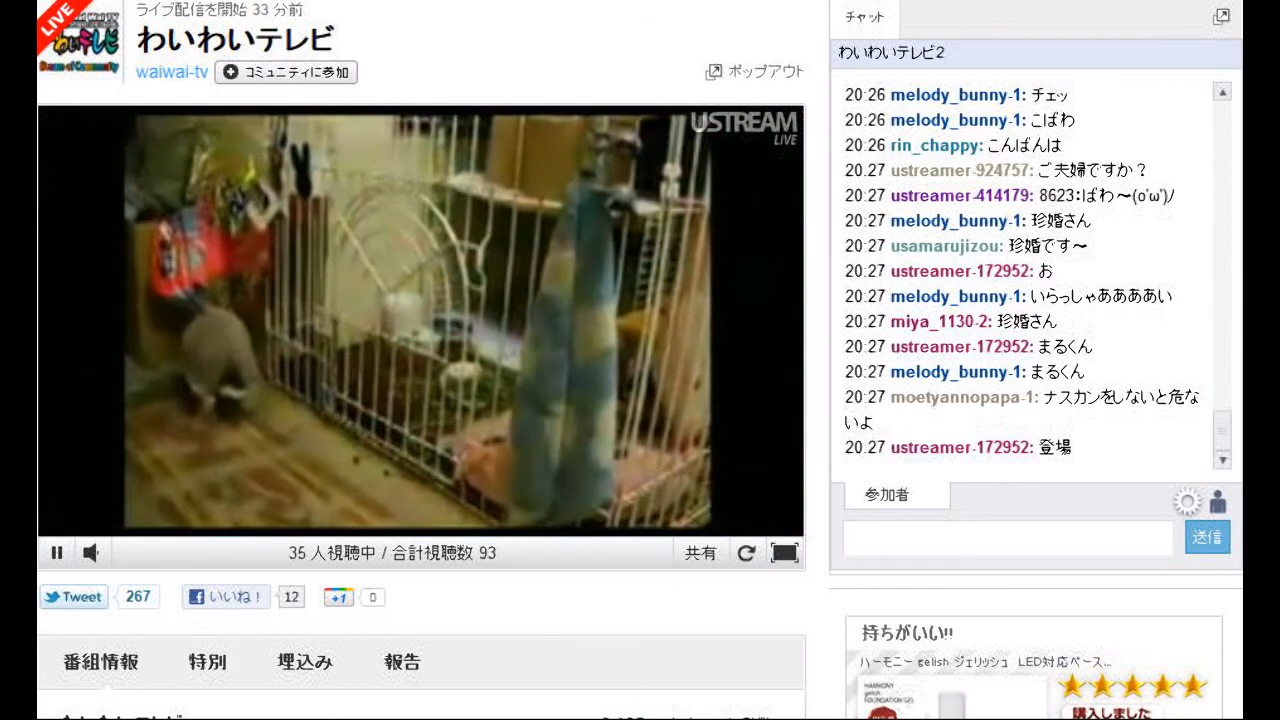 ライブ配信を開始 33 分前
LIVE
わいわいテレビ
waiwai-tv
コミュニティに参加
ポップアウト
USTREAM
LIVE
35 人視聴中 / 合計視聴数 93
共有
Tweet 267
いいね！ 12
+1 0
番組情報 特別 埋込み 報告
チャット
わいわいテレビ2
20:26 melody_bunny-1: チェッ
20:26 melody_bunny-1: こばわ
20:26 rin_chappy: こんばんは
20:27 ustreamer-924757: ご夫婦ですか？
20:27 ustreamer-414179: 8623:ばわ～(o'ω')ﾉ
20:27 melody_bunny-1: 珍婚さん
20:27 usamarujizou: 珍婚です～
20:27 ustreamer-172952: お
20:27 melody_bunny-1: いらっしゃああああい
20:27 miya_1130-2: 珍婚さん
20:27 ustreamer-172952: まるくん
20:27 melody_bunny-1: まるくん
20:27 moetyannopapa-1: ナスカンをしないと危な
いよ
20:27 ustreamer-172952: 登場
参加者
送信
持ちがいい!!
ハーモニー gelish ジェリッシュ LED対応ベース...
HARMONY
gelish
FOUNDATION GEL
購入しました